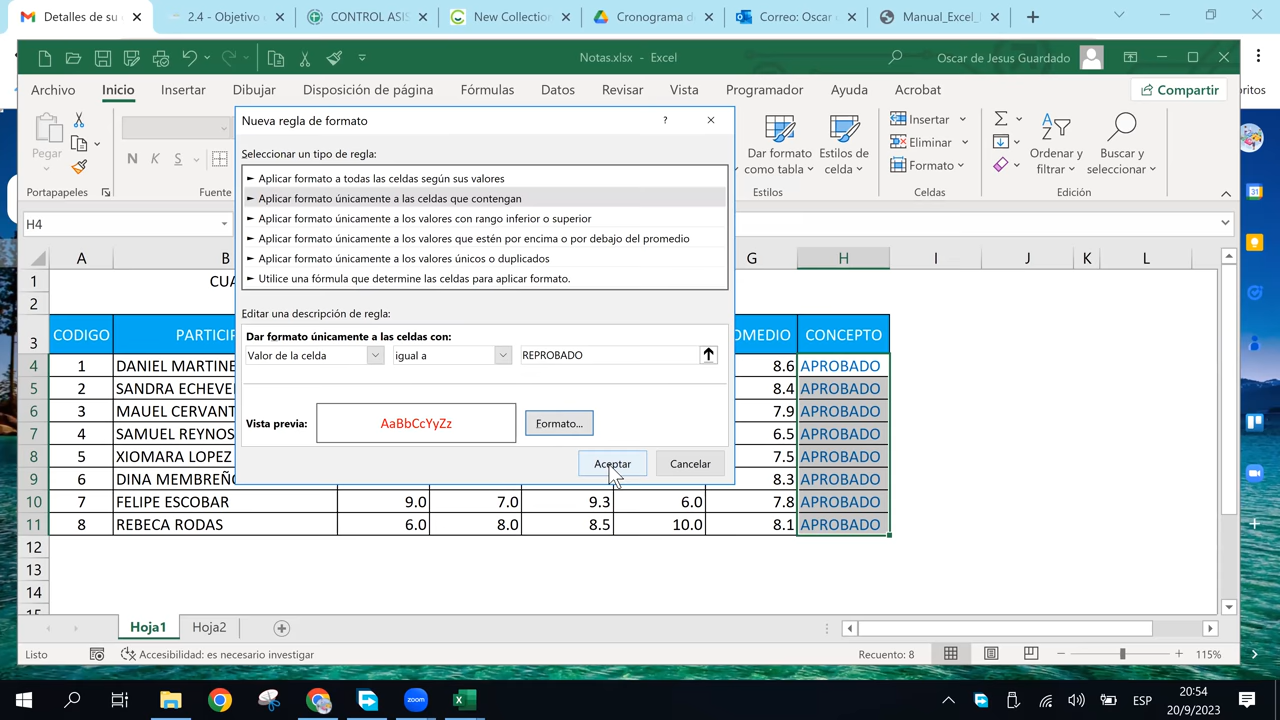 Detalles de su
2.4 - Objetivo
CONTROL ASIS
New Collection
Cronograma d
Correo: Oscar
Manual_Excel_
Notas.xlsx - Excel
Oscar de Jesus Guardado
Archivo
Inicio
Insertar
Dibujar
Disposición de página
Fórmulas
Datos
Revisar
Vista
Programador
Ayuda
Acrobat
Compartir
oritos
Pegar
Portapapeles
N K S
Fuente
Dar formato
como tabla
Estilos de
celda
Estilos
Insertar
Eliminar
Formato
Celdas
Ordenar y
filtrar
Buscar y
seleccionar
Edición
Nueva regla de formato
?
Seleccionar un tipo de regla:
► Aplicar formato a todas las celdas según sus valores
► Aplicar formato únicamente a las celdas que contengan
► Aplicar formato únicamente a los valores con rango inferior o superior
► Aplicar formato únicamente a los valores que estén por encima o por debajo del promedio
► Aplicar formato únicamente a los valores únicos o duplicados
► Utilice una fórmula que determine las celdas para aplicar formato.
Editar una descripción de regla:
Dar formato únicamente a las celdas con:
Valor de la celda igual a REPROBADO
Vista previa: AaBbCcYyZz Formato...
Aceptar Cancelar
H4
A B G H I J K L
1 CUA
2
3 CODIGO PARTICIP OMEDIO CONCEPTO
4 1 DANIEL MARTINE 8.6 APROBADO
5 2 SANDRA ECHEVE 8.4 APROBADO
6 3 MAUEL CERVANT 7.9 APROBADO
7 4 SAMUEL REYNOS 6.5 APROBADO
8 5 XIOMARA LOPEZ 7.5 APROBADO
9 6 DINA MEMBREÑO 8.3 APROBADO
10 7 FELIPE ESCOBAR 9.0 7.0 9.3 6.0 7.8 APROBADO
11 8 REBECA RODAS 6.0 8.0 8.5 10.0 8.1 APROBADO
12
13
14
15
Hoja1 Hoja2
Listo
Accesibilidad: es necesario investigar
Recuento: 8
115%
zoom
ESP
20:54
20/9/2023